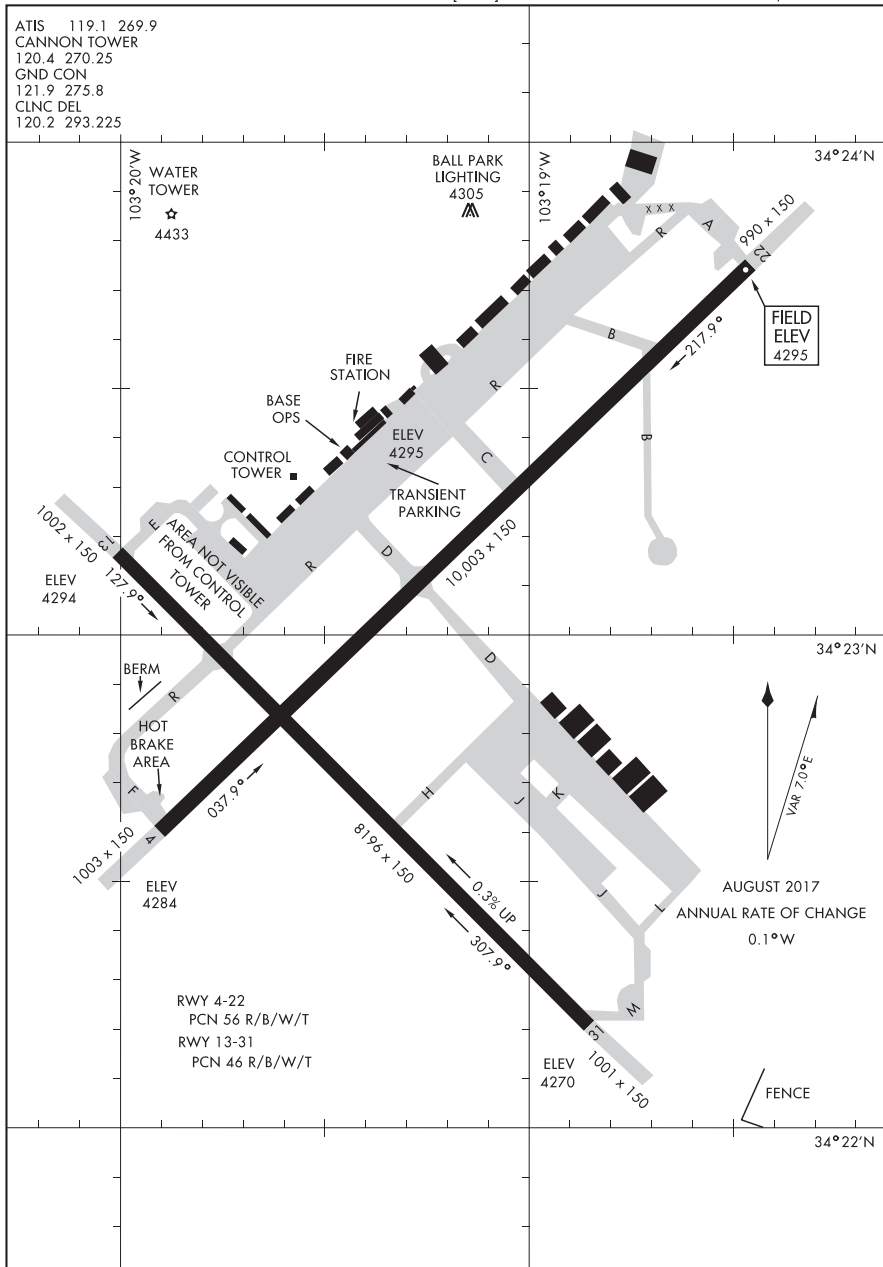 ATIS 119.1 269.9
CANNON TOWER
120.4 270.25
GND CON
121.9 275.8
CLNC DEL
120.2 293.225
34°24'N
103°20'W
WATER
TOWER
4433
BALL PARK
LIGHTING
4305
103°19'W
X X X
A
R
990 x 150
22
FIELD
ELEV
4295
217.9°
B
B
FIRE
STATION
BASE
OPS
R
ELEV
4295
CONTROL
TOWER
C
TRANSIENT
PARKING
1002 x 150
13
E
AREA NOT VISIBLE
FROM CONTROL
TOWER
R
D
10,003 x 150
ELEV
4294
127.9°
34°23'N
D
BERM
R
HOT
BRAKE
AREA
F
037.9°
H
J
K
VAR 7.0°E
4
1003 x 150
8196 x 150
ELEV
4284
0.3% UP
307.9°
J
L
AUGUST 2017
ANNUAL RATE OF CHANGE
0.1°W
RWY 4-22
PCN 56 R/B/W/T
RWY 13-31
PCN 46 R/B/W/T
M
31
1001 x 150
ELEV
4270
FENCE
34°22'N